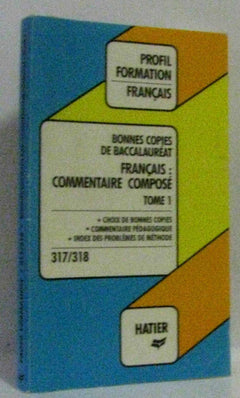 PROFIL
FORMATION
FRANÇAIS
BONNES COPIES
DE BACCALAURÉAT
FRANÇAIS :
COMMENTAIRE COMPOSÉ
TOME 1
• CHOIX DE BONNES COPIES
• COMMENTAIRE PÉDAGOGIQUE
• INDEX DES PROBLÈMES DE MÉTHODE
317/318
HATIER